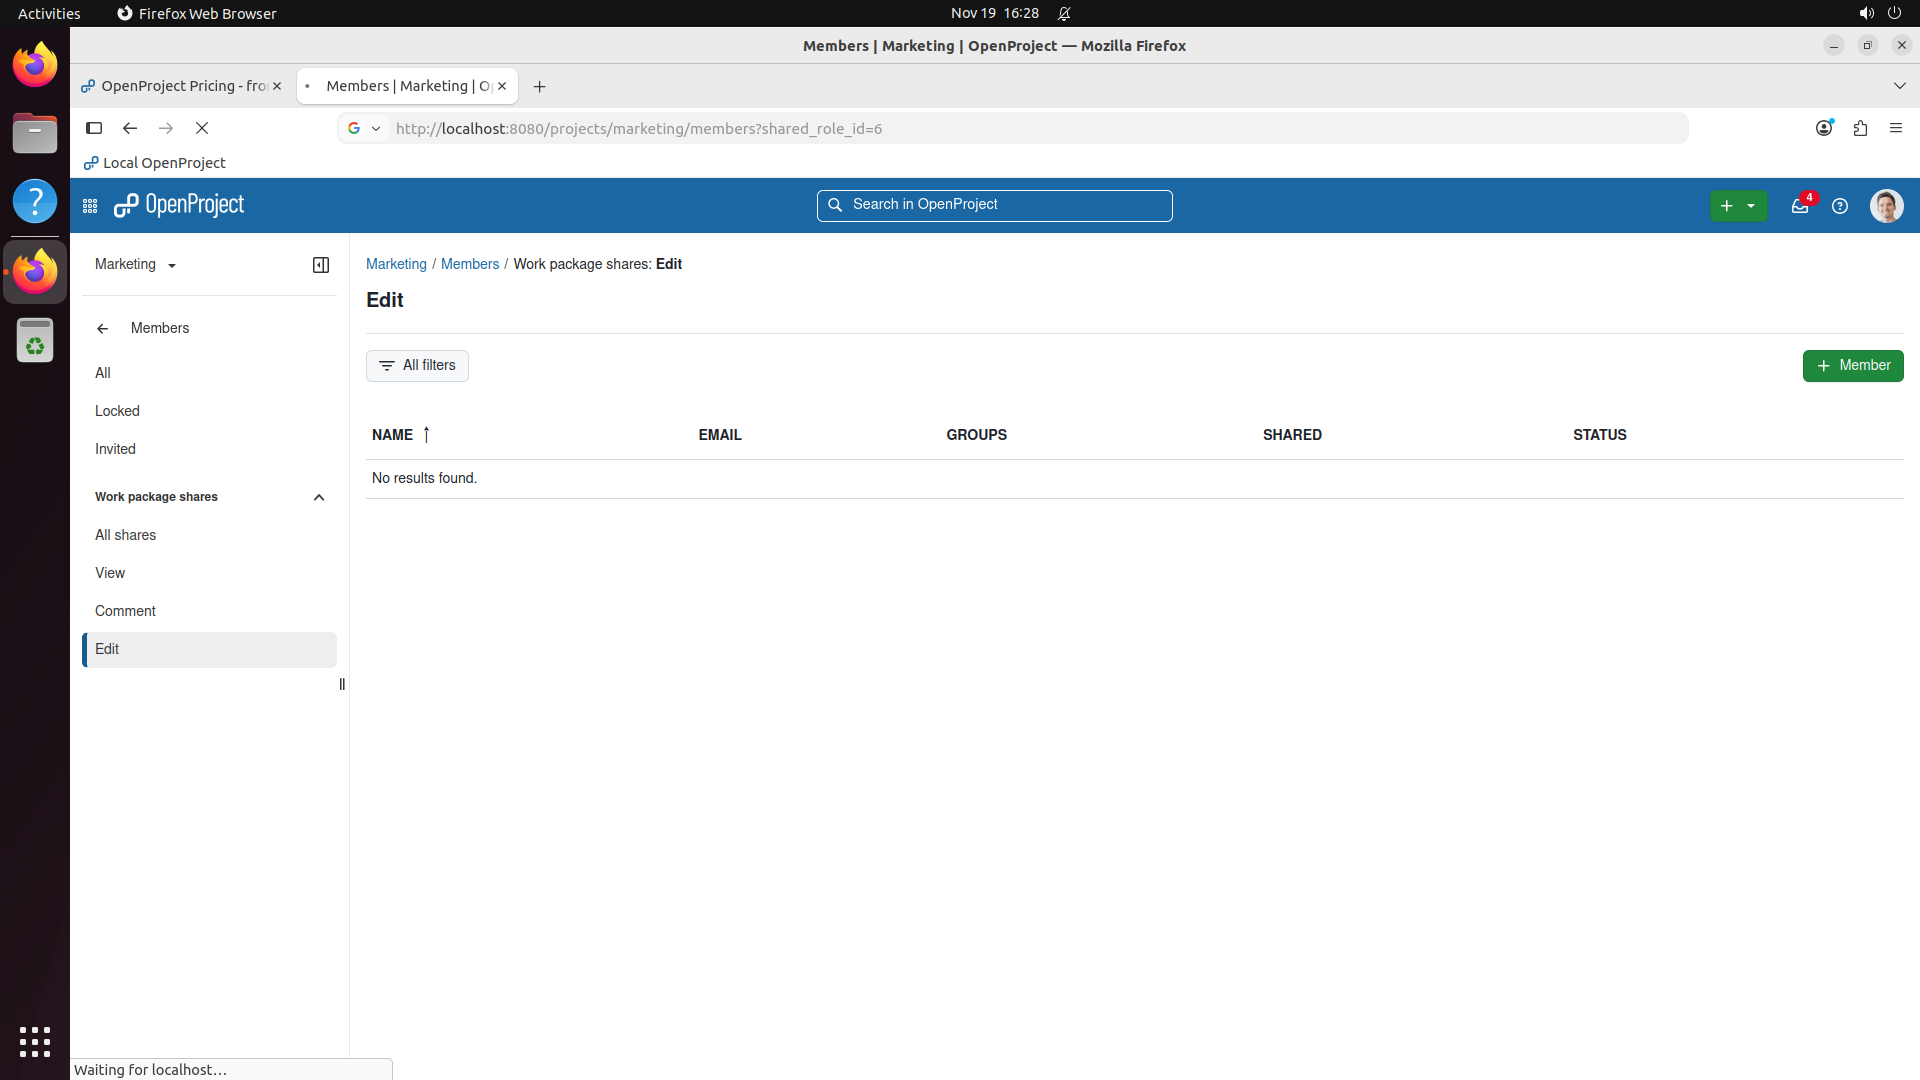 Activities
Firefox Web Browser
Nov 19 16:28
Members | Marketing | OpenProject — Mozilla Firefox
OpenProject Pricing - fro
Members | Marketing | O
http://localhost:8080/projects/marketing/members?shared_role_id=6
Local OpenProject
OpenProject
Search in OpenProject
4
Marketing
Marketing / Members / Work package shares: Edit
Edit
Members
All filters
Member
All
Locked
Invited
NAME
EMAIL
GROUPS
SHARED
STATUS
No results found.
Work package shares
All shares
View
Comment
Edit
Waiting for localhost…